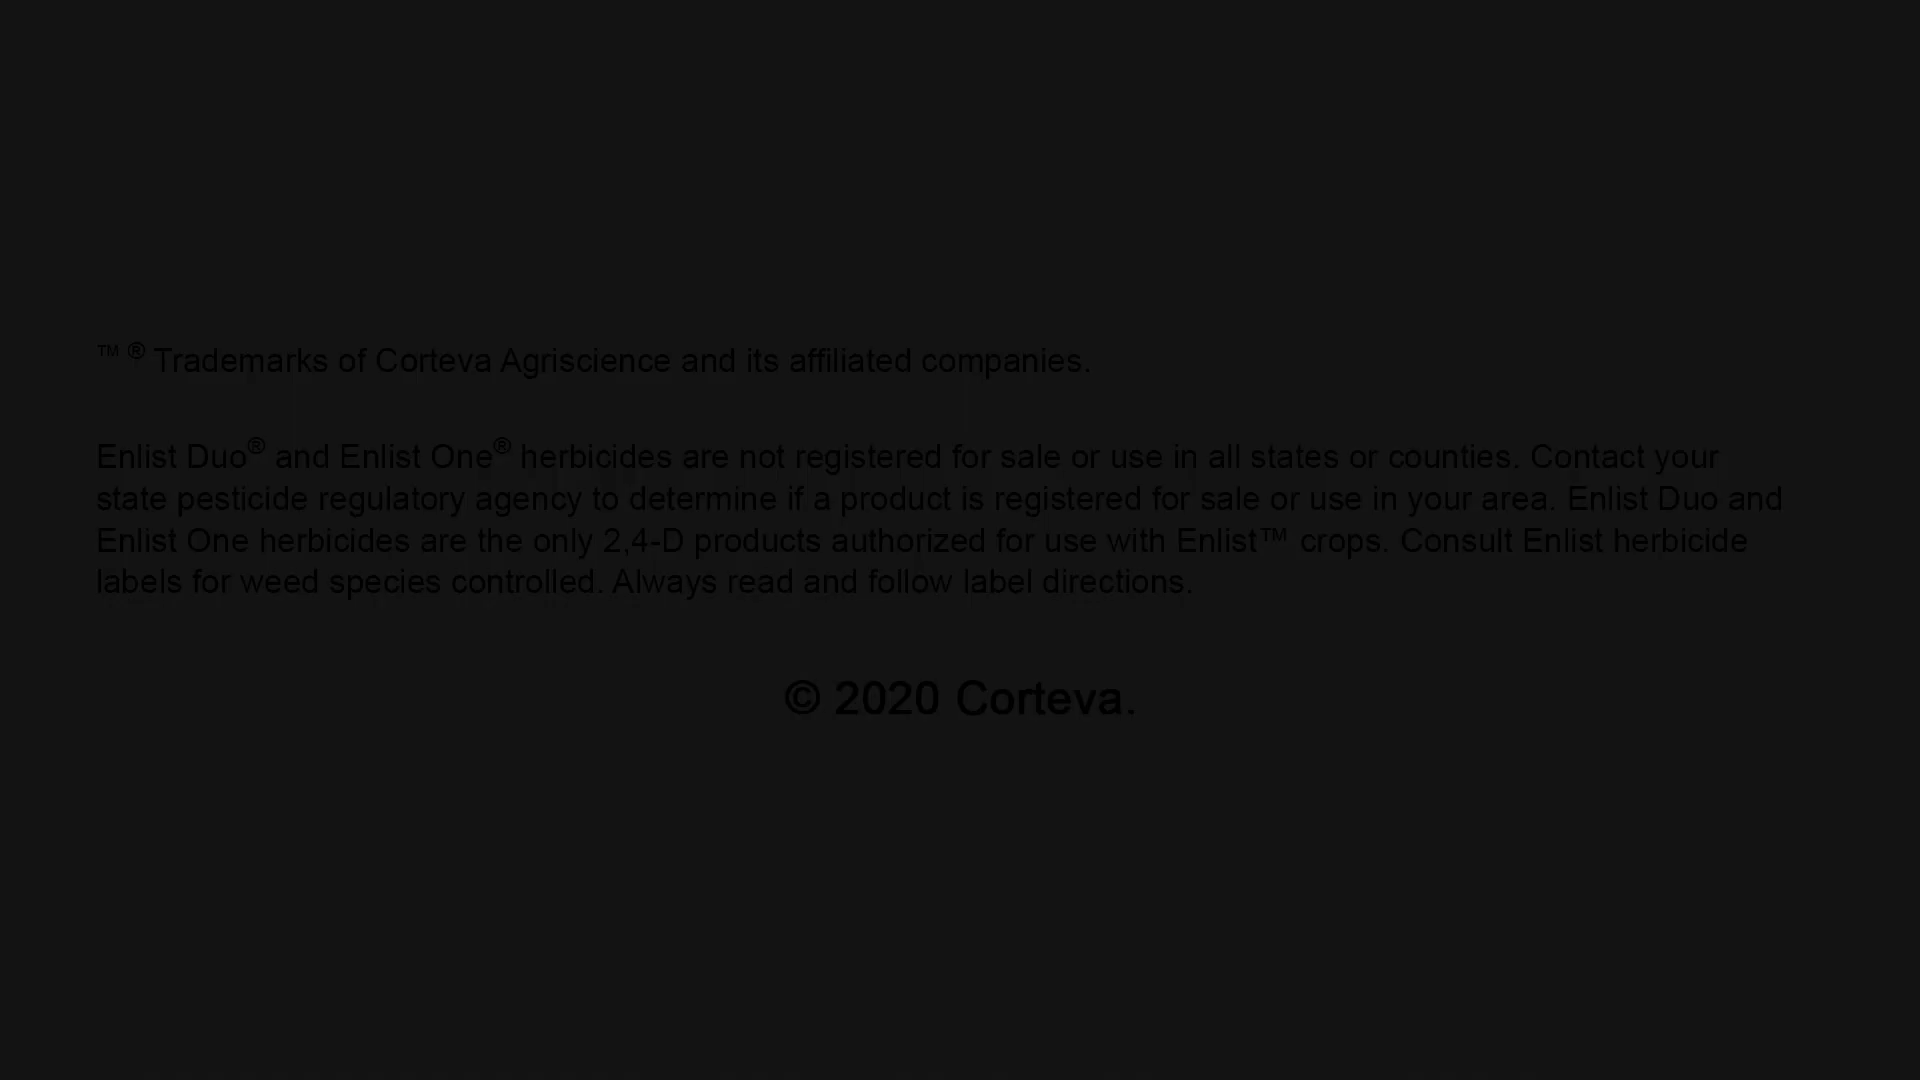 ™ ® Trademarks of Corteva Agriscience and its affiliated companies.
Enlist Duo® and Enlist One® herbicides are not registered for sale or use in all states or counties. Contact your
state pesticide regulatory agency to determine if a product is registered for sale or use in your area. Enlist Duo and
Enlist One herbicides are the only 2,4-D products authorized for use with Enlist™ crops. Consult Enlist herbicide
labels for weed species controlled. Always read and follow label directions.
© 2020 Corteva.